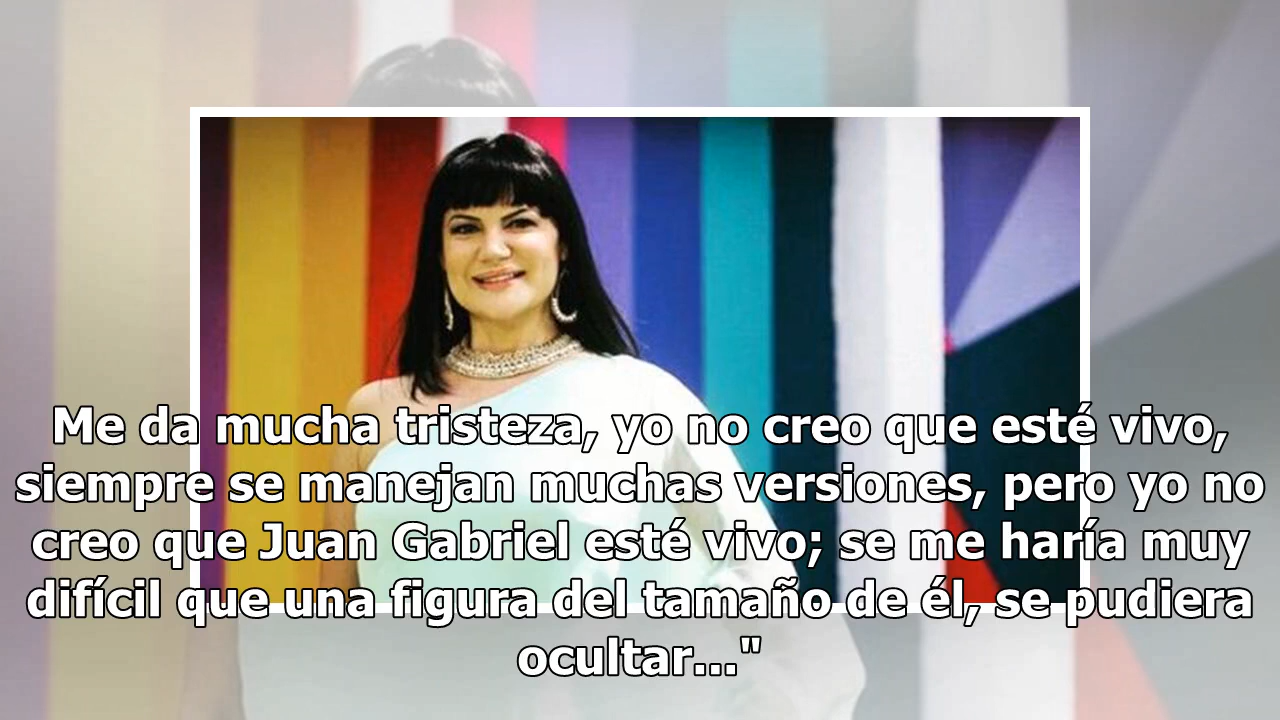 Me da mucha tristeza, yo no creo que esté vivo,
siempre se manejan muchas versiones, pero yo no
creo que Juan Gabriel esté vivo; se me haría muy
difícil que una figura del tamaño de él, se pudiera
ocultar..."